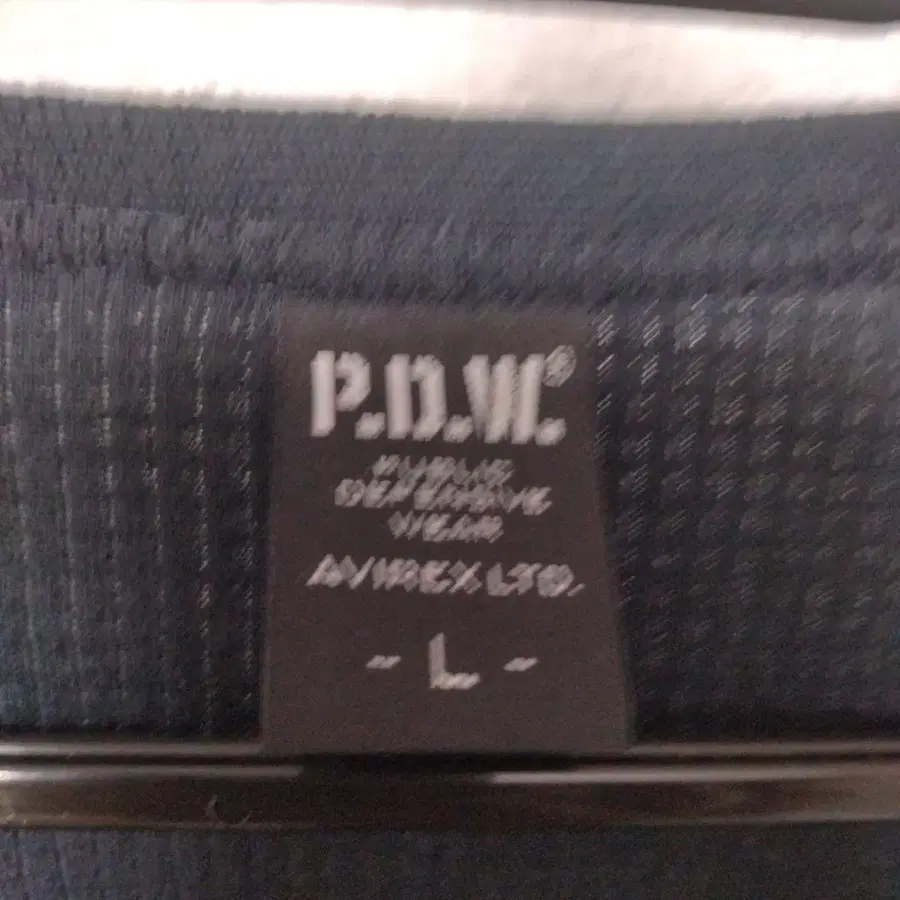 P.D.W.®
PUBLIC
DEFENSIVE
WEAR
AVIREX LTD.
- L -